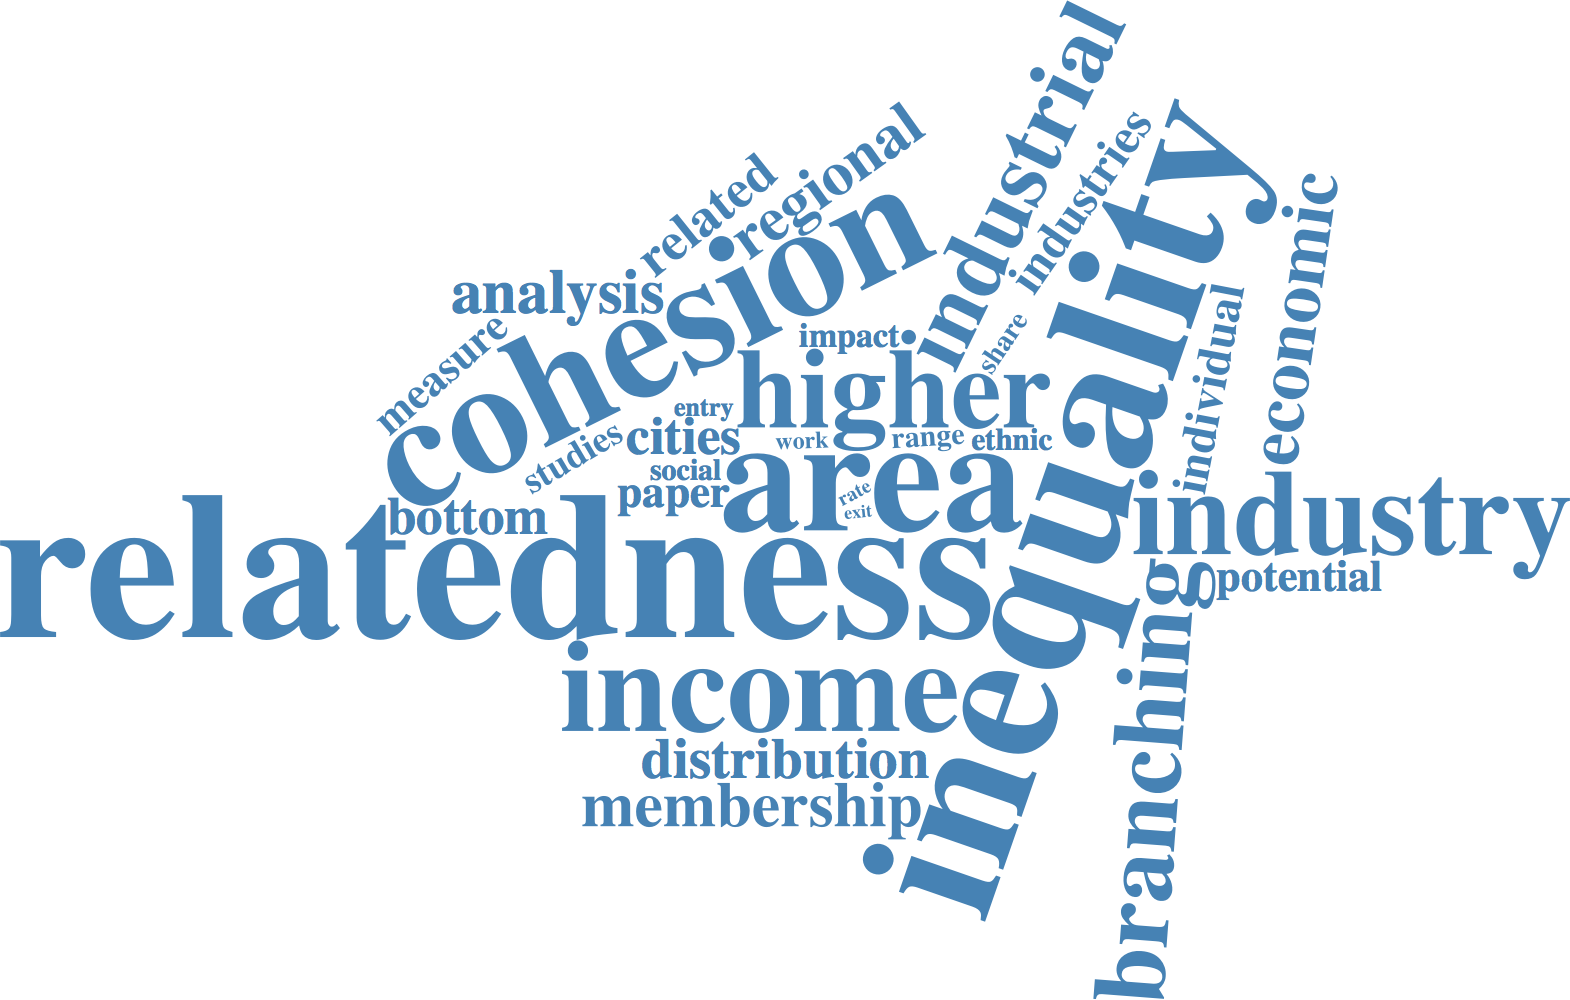 industrial
regional
industries
related
inequality
economic
cohesion
analysis
individual
measure
impact
share
higher
entry
cities
work
range
ethnic
studies
social
area
paper
rate
exit
bottom
industry
relatedness
potential
branching
income
distribution
membership